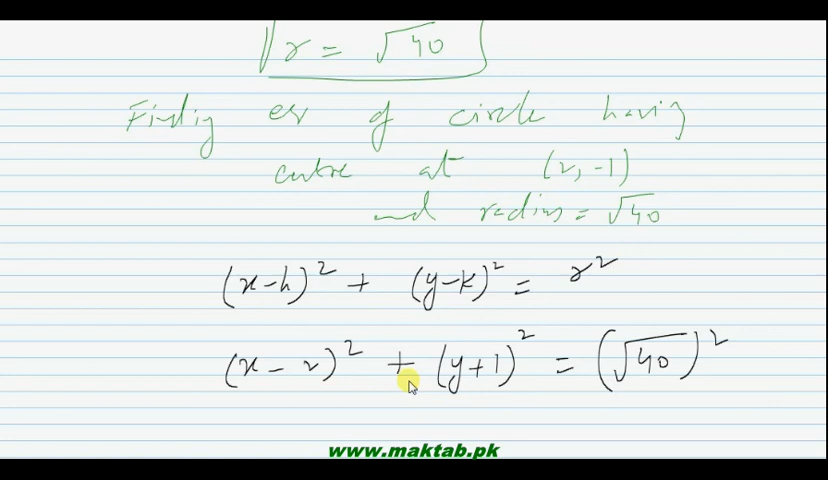 r = √40
Finding eq of circle having
centre at (2, -1)
and radius = √40
(x-h)² + (y-k)² = r²
(x - 2)² + (y+1)² = (√40)²
www.maktab.pk